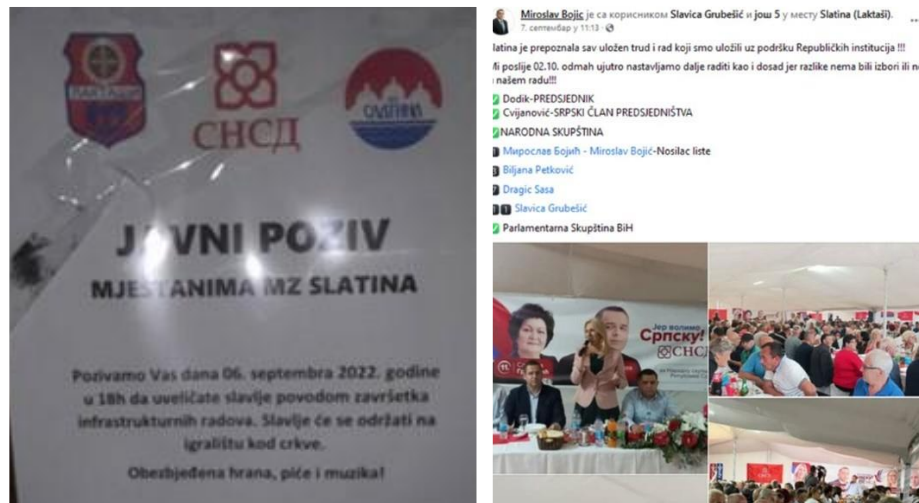 ЛАКТАШИ
СНСД
СЛАТИНА
JAVNI POZIV
MJEŠTANIMA MZ SLATINA
Pozivamo Vas dana 06. septembra 2022. godine
u 18h da uveličate slavlje povodom završetka
infrastrukturnih radova. Slavlje će se održati na
igralištu kod crkve.
Obezbjeđena hrana, piće i muzika!
Miroslav Bojic је са корисником Slavica Grubešić и још 5 у месту Slatina (Laktaši).
7. септембар у 11:13
latina je prepoznala sav uložen trud i rad koji smo uložili uz podršku Republičkih institucija !!!
Mi poslije 02.10. odmah ujutro nastavljamo dalje raditi kao i dosad jer razlike nema bili izbori ili
našem radu!!!
Dodik-PREDSJEDNIK
Cvijanović-SRPSKI ČLAN PREDSJEDNIŠTVA
NARODNA SKUPŠTINA
Мирослав Бојић - Miroslav Bojić-Nosilac liste
Biljana Petković
Dragic Sasa
Slavica Grubešić
Parlamentarna Skupština BiH
Јер волимо
Српску!
СНСД
11.